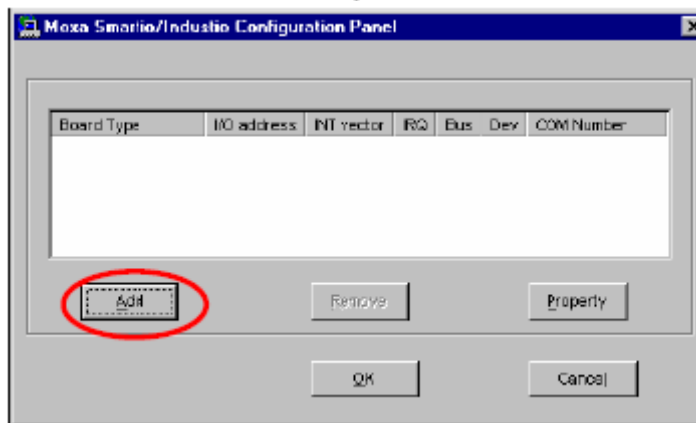 Moxa Smartio/Industio Configuration Panel
Board Type I/O address INT vector IRQ Bus Dev COM Number
Add Remove Property
OK Cancel